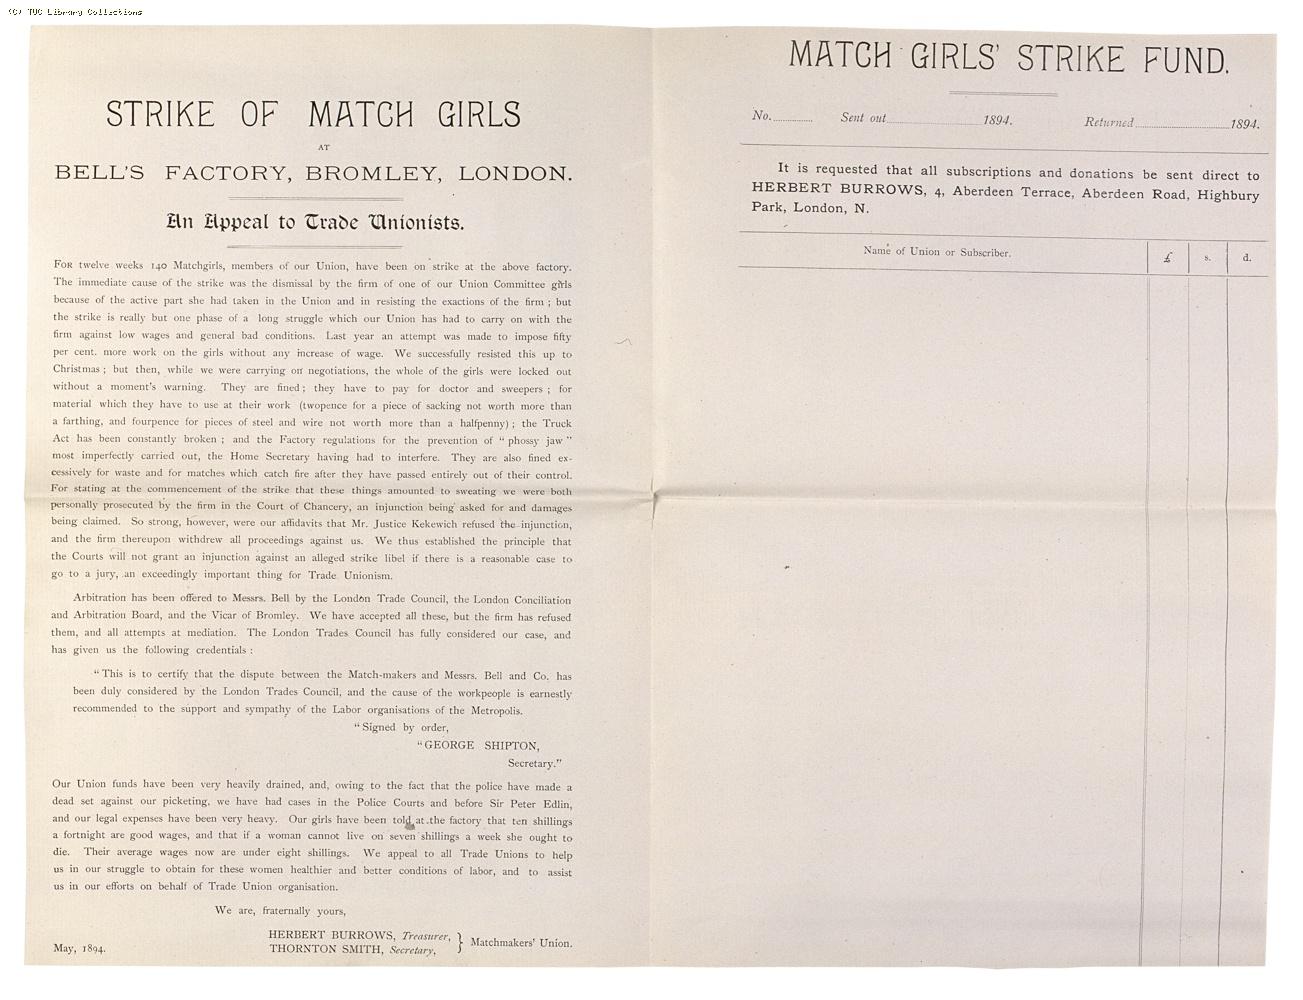 (C) TUC Library Collections
STRIKE OF MATCH GIRLS
AT
BELL'S FACTORY, BROMLEY, LONDON.
An Appeal to Trade Unionists.
FOR twelve weeks 140 Matchgirls, members of our Union, have been on strike at the above factory.
The immediate cause of the strike was the dismissal by the firm of one of our Union Committee girls
because of the active part she had taken in the Union and in resisting the exactions of the firm ; but
the strike is really but one phase of a long struggle which our Union has had to carry on with the
firm against low wages and general bad conditions. Last year an attempt was made to impose fifty
per cent. more work on the girls without any increase of wage. We successfully resisted this up to
Christmas ; but then, while we were carrying on negotiations, the whole of the girls were locked out
without a moment's warning. They are fined ; they have to pay for doctor and sweepers ; for
material which they have to use at their work (twopence for a piece of sacking not worth more than
a farthing, and fourpence for pieces of steel and wire not worth more than a halfpenny) ; the Truck
Act has been constantly broken ; and the Factory regulations for the prevention of " phossy jaw "
most imperfectly carried out, the Home Secretary having had to interfere. They are also fined ex-
cessively for waste and for matches which catch fire after they have passed entirely out of their control.
For stating at the commencement of the strike that these things amounted to sweating we were both
personally prosecuted by the firm in the Court of Chancery, an injunction being asked for and damages
being claimed. So strong, however, were our affidavits that Mr. Justice Kekewich refused the injunction,
and the firm thereupon withdrew all proceedings against us. We thus established the principle that
the Courts will not grant an injunction against an alleged strike libel if there is a reasonable case to
go to a jury, an exceedingly important thing for Trade Unionism.
Arbitration has been offered to Messrs. Bell by the London Trade Council, the London Conciliation
and Arbitration Board, and the Vicar of Bromley. We have accepted all these, but the firm has refused
them, and all attempts at mediation. The London Trades Council has fully considered our case, and
has given us the following credentials :
" This is to certify that the dispute between the Match-makers and Messrs. Bell and Co. has
been duly considered by the London Trades Council, and the cause of the workpeople is earnestly
recommended to the support and sympathy of the Labor organisations of the Metropolis.
" Signed by order,
" GEORGE SHIPTON,
Secretary."
Our Union funds have been very heavily drained, and, owing to the fact that the police have made a
dead set against our picketing, we have had cases in the Police Courts and before Sir Peter Edlin,
and our legal expenses have been very heavy. Our girls have been told at the factory that ten shillings
a fortnight are good wages, and that if a woman cannot live on seven shillings a week she ought to
die. Their average wages now are under eight shillings. We appeal to all Trade Unions to help
us in our struggle to obtain for these women healthier and better conditions of labor, and to assist
us in our efforts on behalf of Trade Union organisation.
We are, fraternally yours,
HERBERT BURROWS, Treasurer,
THORNTON SMITH, Secretary, } Matchmakers' Union.
May, 1894.
MATCH GIRLS' STRIKE FUND.
No. ............ Sent out ........................ 1894. Returned ........................ 1894.
It is requested that all subscriptions and donations be sent direct to
HERBERT BURROWS, 4, Aberdeen Terrace, Aberdeen Road, Highbury
Park, London, N.
Name of Union or Subscriber. £ s. d.